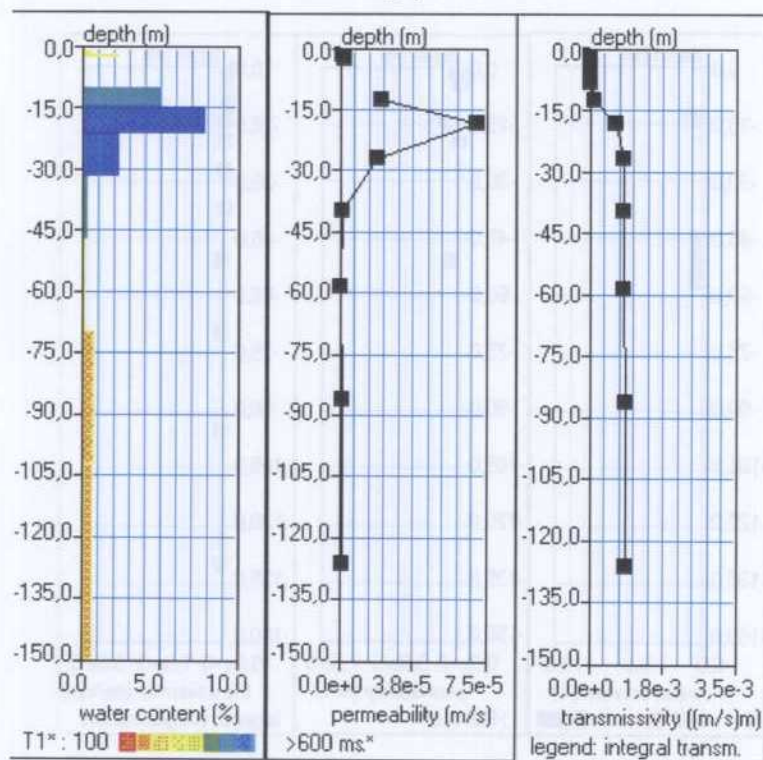 depth (m)
0,0
-15,0
-30,0
-45,0
-60,0
-75,0
-90,0
-105,0
-120,0
-135,0
-150,0
0,0 5,0 10,0
water content (%)
T1* : 100
depth (m)
0,0
-15,0
-30,0
-45,0
-60,0
-75,0
-90,0
-105,0
-120,0
-135,0
-150,0
0,0e+0 3,8e-5 7,5e-5
permeability (m/s)
>600 ms.*
depth (m)
0,0
-15,0
-30,0
-45,0
-60,0
-75,0
-90,0
-105,0
-120,0
-135,0
-150,0
0,0e+0 1,8e-3 3,5e-3
transmissivity ((m/s)m)
legend: integral transm.